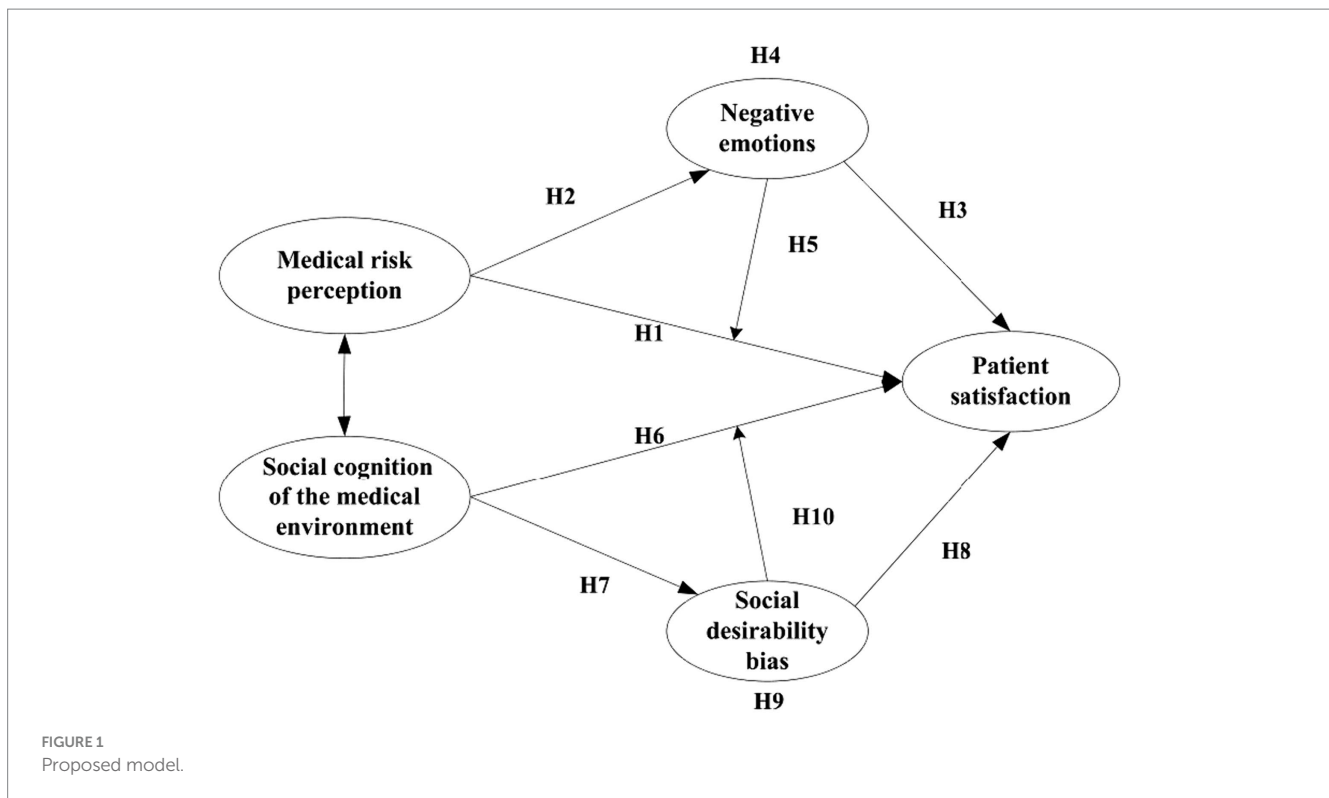 H4
Negative
emotions
H2
H3
H5
Medical risk
perception
H1
Patient
satisfaction
H6
Social cognition
of the medical
environment
H10
H8
H7
Social
desirability
bias
H9
FIGURE 1
Proposed model.